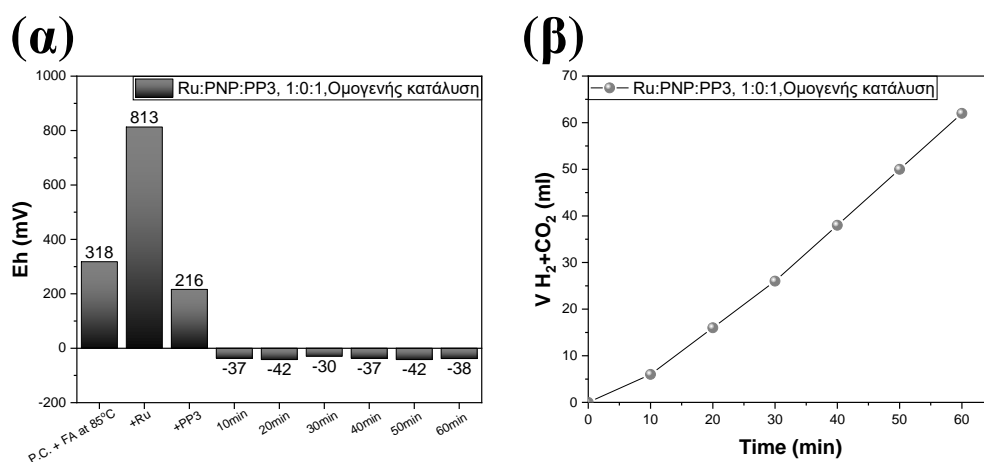 (α)
Ru:PNP:PP3, 1:0:1,Ομογενής κατάλυση
Eh (mV)
1000
800
600
400
200
0
-200
318
813
216
-37
-42
-30
-37
-42
-38
P.C. + FA at 85ºC
+Ru
+PP3
10min
20min
30min
40min
50min
60min
(β)
Ru:PNP:PP3, 1:0:1,Ομογενής κατάλυση
V H₂+CO₂ (ml)
70
60
50
40
30
20
10
0
0
10
20
30
40
50
60
Time (min)